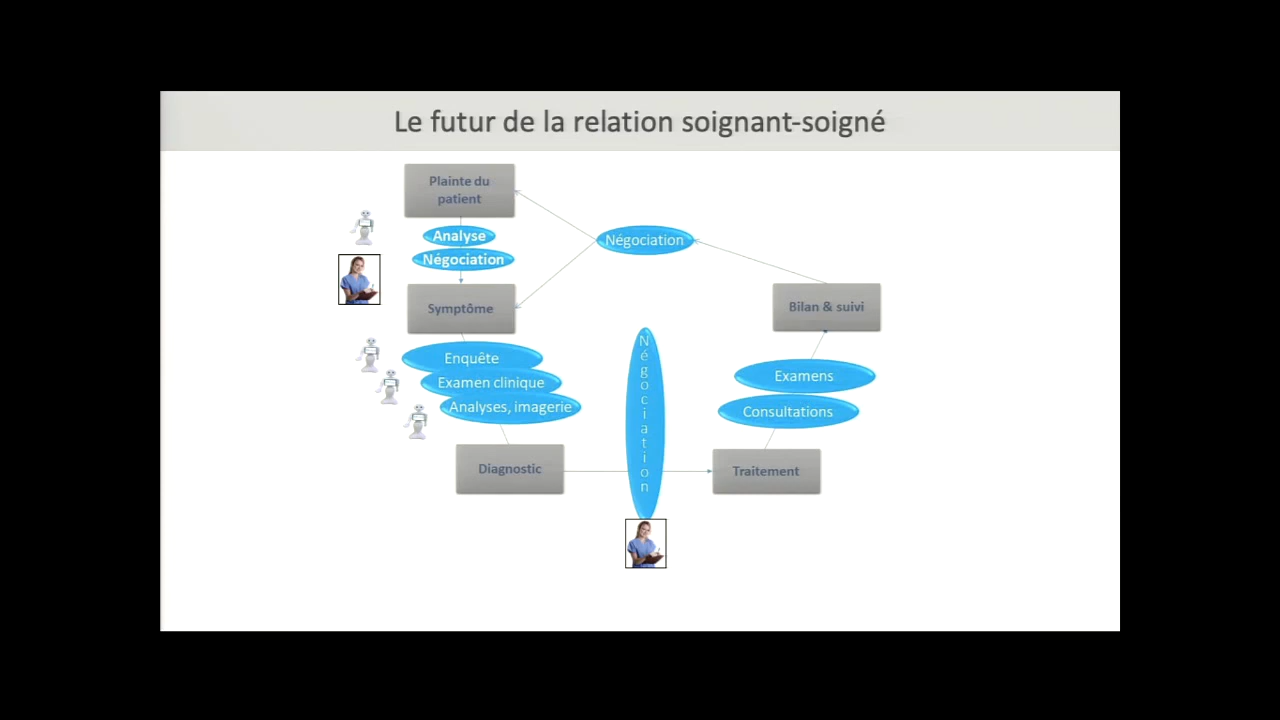 Le futur de la relation soignant-soigné
Plainte du
patient
Analyse
Négociation
Négociation
Symptôme
Bilan & suivi
Enquête
Examen clinique
Analyses, imagerie
Négociation
Examens
Consultations
Diagnostic
Traitement